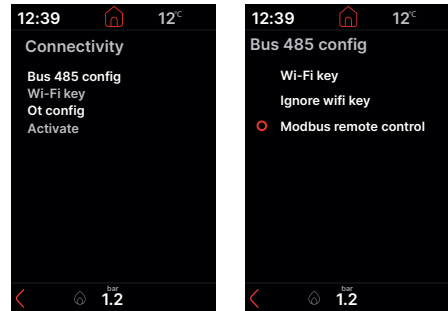 12:39 12°C
Connectivity
Bus 485 config
Wi-Fi key
Ot config
Activate
bar
1.2
12:39 12°C
Bus 485 config
Wi-Fi key
Ignore wifi key
Modbus remote control
bar
1.2